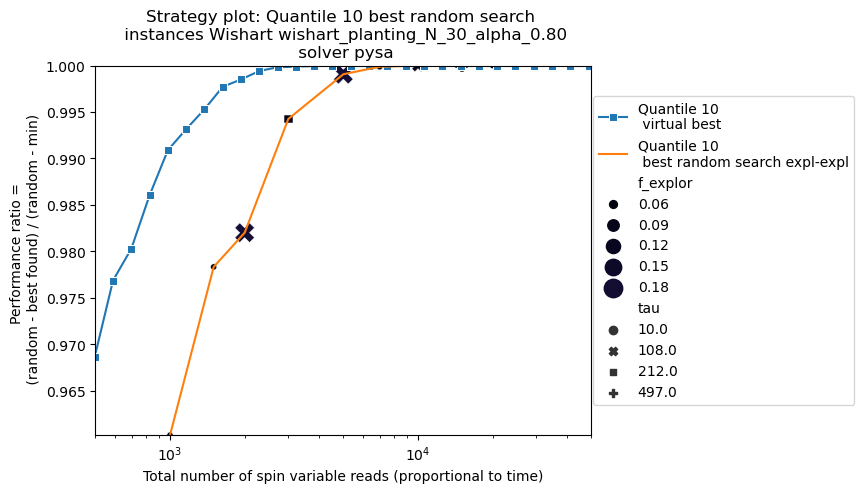 Strategy plot: Quantile 10 best random search
instances Wishart wishart_planting_N_30_alpha_0.80
solver pysa
1.000
0.995
0.990
0.985
0.980
0.975
0.970
0.965
Performance ratio =
(random - best found) / (random - min)
10³
10⁴
Total number of spin variable reads (proportional to time)
Quantile 10
virtual best
Quantile 10
best random search expl-expl
f_explor
0.06
0.09
0.12
0.15
0.18
tau
10.0
108.0
212.0
497.0